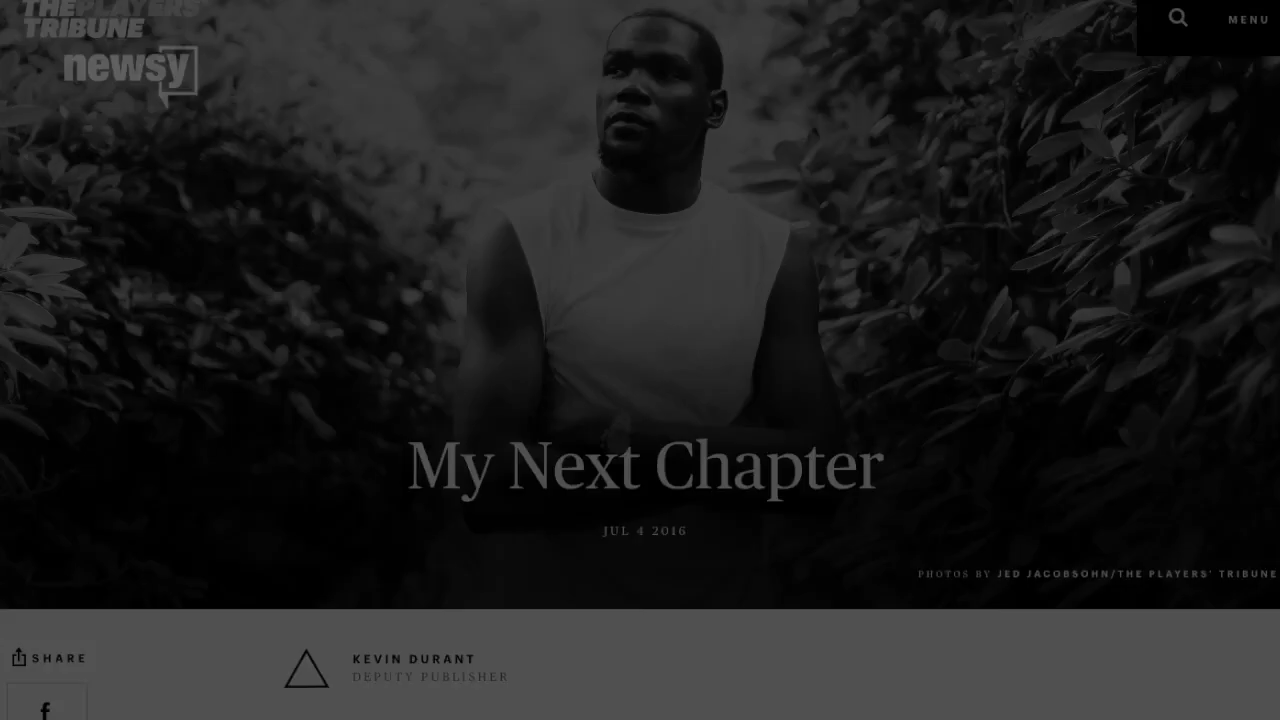 THE PLAYERS'
TRIBUNE
newsy
MENU
My Next Chapter
JUL 4 2016
PHOTOS BY JED JACOBSOHN/THE PLAYERS' TRIBUNE
SHARE
KEVIN DURANT
DEPUTY PUBLISHER
f